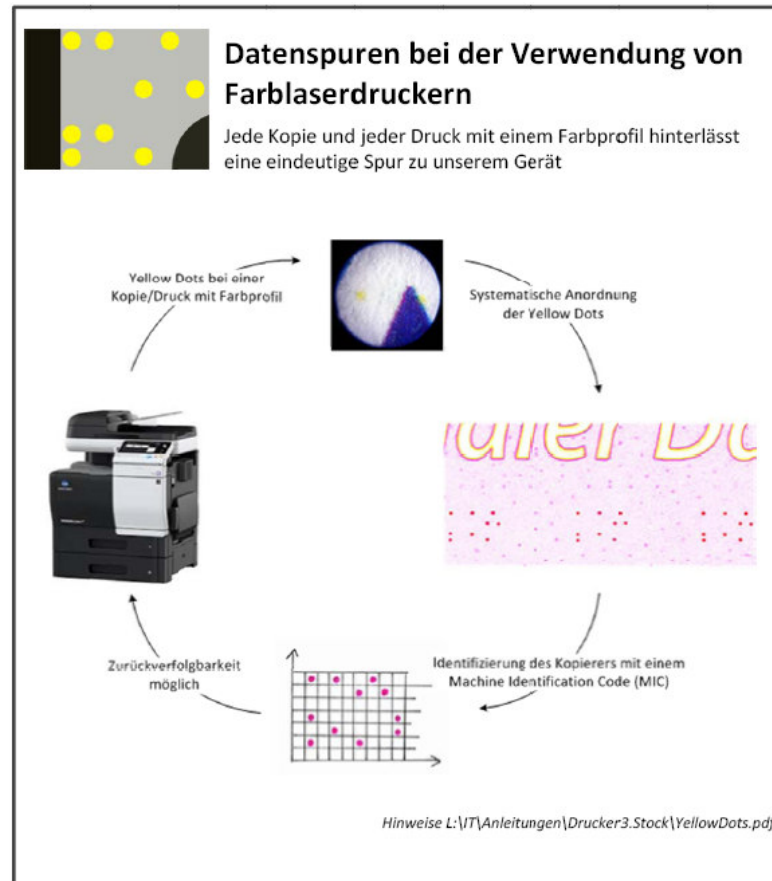 Datenspuren bei der Verwendung von
Farblaserdruckern
Jede Kopie und jeder Druck mit einem Farbprofil hinterlässt
eine eindeutige Spur zu unserem Gerät
Yellow Dots bei einer
Kopie/Druck mit Farbprofil
Systematische Anordnung
der Yellow Dots
Identifizierung des Kopierers mit einem
Machine Identification Code (MIC)
Zurückverfolgbarkeit
möglich
Hinweise L:\IT\Anleitungen\Drucker3.Stock\YellowDots.pdf